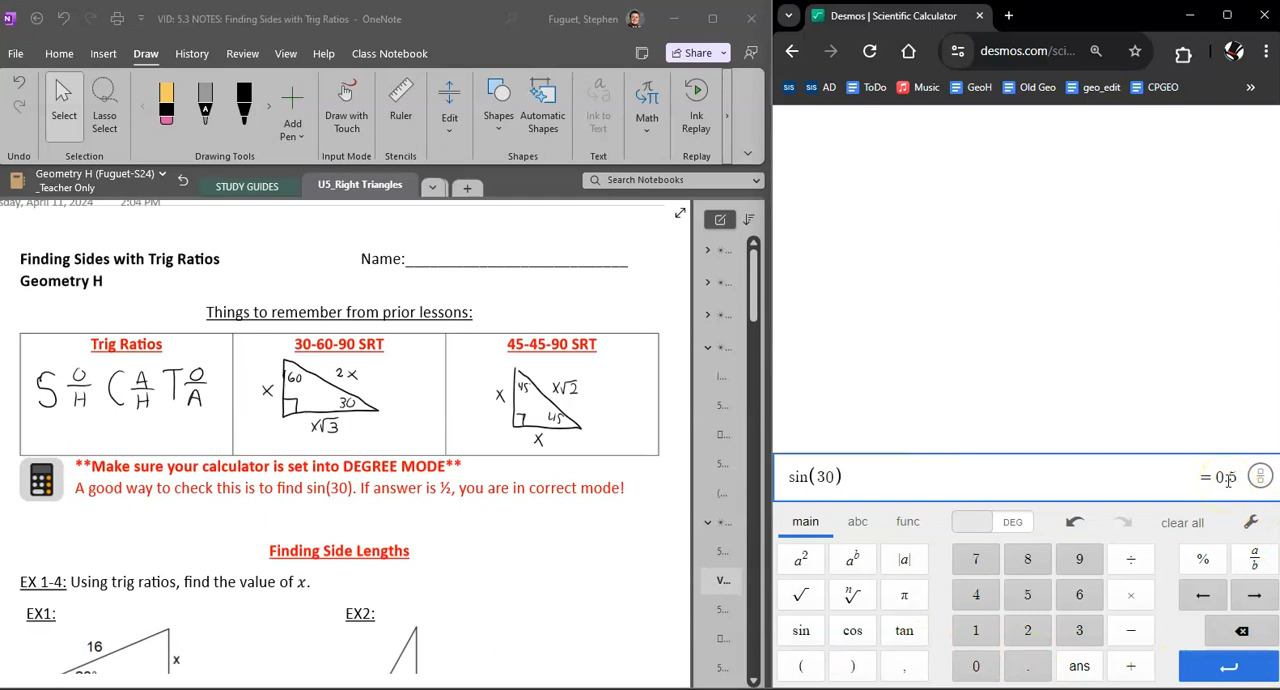 VID: 5.3 NOTES: Finding Sides with Trig Ratios - OneNote
Fuguet, Stephen
File Home Insert Draw History Review View Help Class Notebook Share
Select
Lasso Select
Add Pen
Draw with Touch
Ruler
Edit
Shapes
Automatic Shapes
Ink to Text
Math
Ink Replay
Undo Selection Drawing Tools Input Mode Stencils Shapes Text Replay
Geometry H (Fuguet-S24)
_Teacher Only
STUDY GUIDES
U5_Right Triangles
Search Notebooks
sday, April 11, 2024 2:04 PM
Finding Sides with Trig Ratios
Name:
Geometry H
Things to remember from prior lessons:
Trig Ratios
30-60-90 SRT
45-45-90 SRT
S O/H C A/H T O/A
60 2x x 30 x√3
45 x√2 x 45 x
**Make sure your calculator is set into DEGREE MODE**
A good way to check this is to find sin(30). If answer is ½, you are in correct mode!
Finding Side Lengths
EX 1-4: Using trig ratios, find the value of x.
EX1:
EX2:
16
x
Desmos | Scientific Calculator
desmos.com/sci...
SIS SIS AD ToDo Music GeoH Old Geo geo_edit CPGEO
sin(30) = 0.5
main abc func DEG clear all
a² aᵇ |a| 7 8 9 ÷ % a/b
√ ⁿ√ π 4 5 6 × ← →
sin cos tan 1 2 3 −
( ) , 0 . ans +